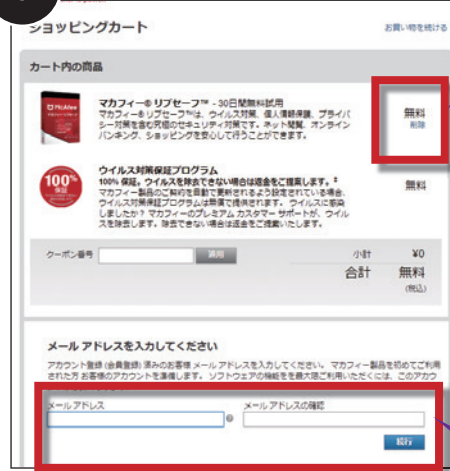 ショッピングカート
お買い物を続ける
カート内の商品
McAfee
マカフィー® リブセーフ™ - 30日間無料試用
マカフィー® リブセーフ™は、ウイルス対策、個人情報保護、プライバ
シー対策を含む究極のセキュリティ対策です。ネット閲覧、オンライン
バンキング、ショッピングを安心して行うことができます。
無料
削除
100%
保証
ウイルス対策保証プログラム
100% 保証。ウイルスを除去できない場合は返金をご提案します。‡
マカフィー製品のご契約を自動で更新されるよう設定されている場合、
ウイルス対策保証プログラムは無償で提供されます。 ウイルスに感染
しましたか？ マカフィーのプレミアム カスタマー サポートが、ウイル
スを除去します。除去できない場合は返金をご提案いたします。
無料
クーポン番号
適用
小計
¥0
合計
無料
(税込)
メール アドレスを入力してください
アカウント登録 (会員登録) 済みのお客様 メール アドレスを入力してください。 マカフィー製品を初めてご利用
された方 お客様のアカウントを準備します。 ソフトウェアの機能をを最大限ご利用いただくには、このアカウ
メール アドレス
メール アドレスの確認
続行